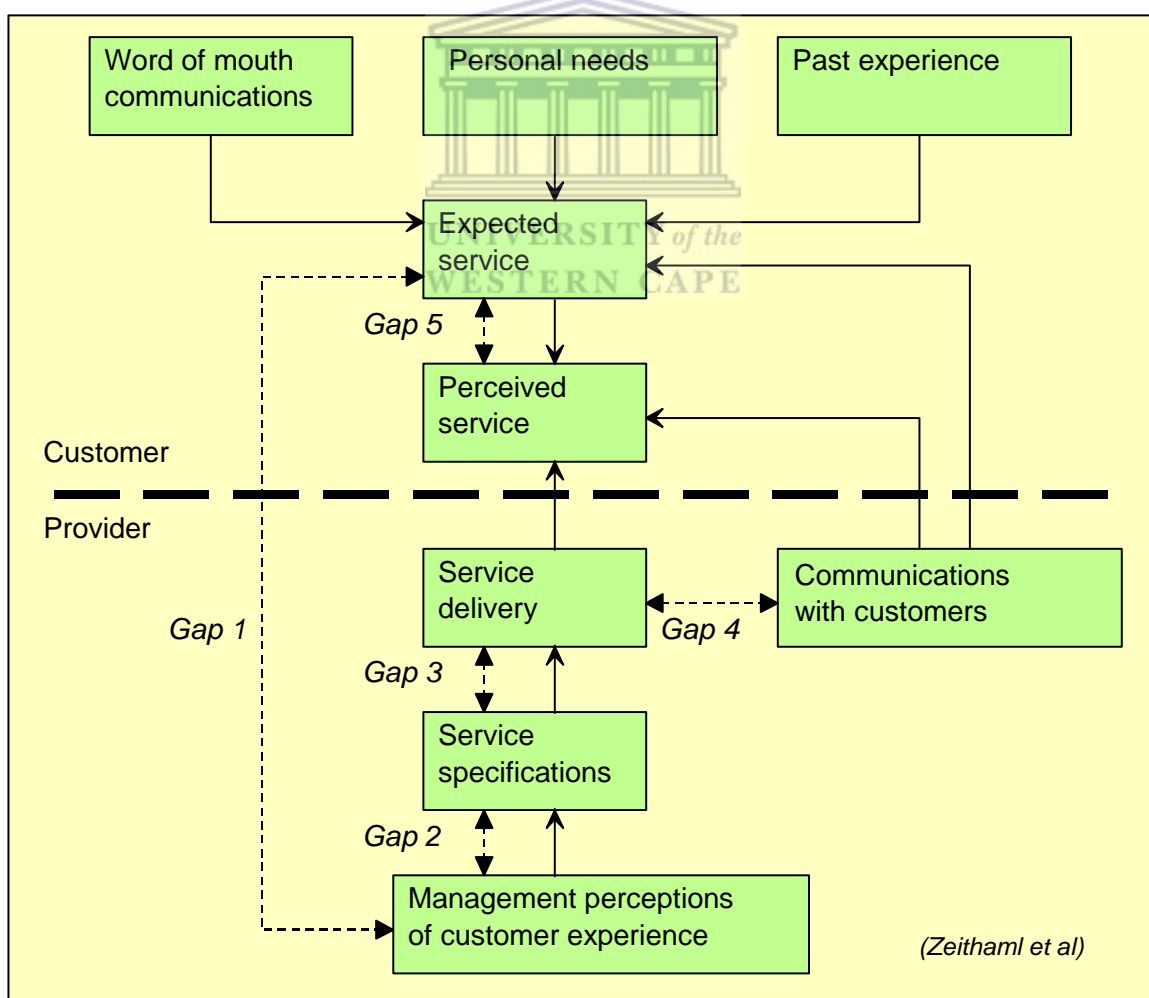 Word of mouth
communications
Personal needs
Past experience
Expected
service
UNIVERSITY of the
WESTERN CAPE
Gap 5
Perceived
service
Customer
Provider
Service
delivery
Communications
with customers
Gap 1
Gap 4
Gap 3
Service
specifications
Gap 2
Management perceptions
of customer experience
(Zeithaml et al)